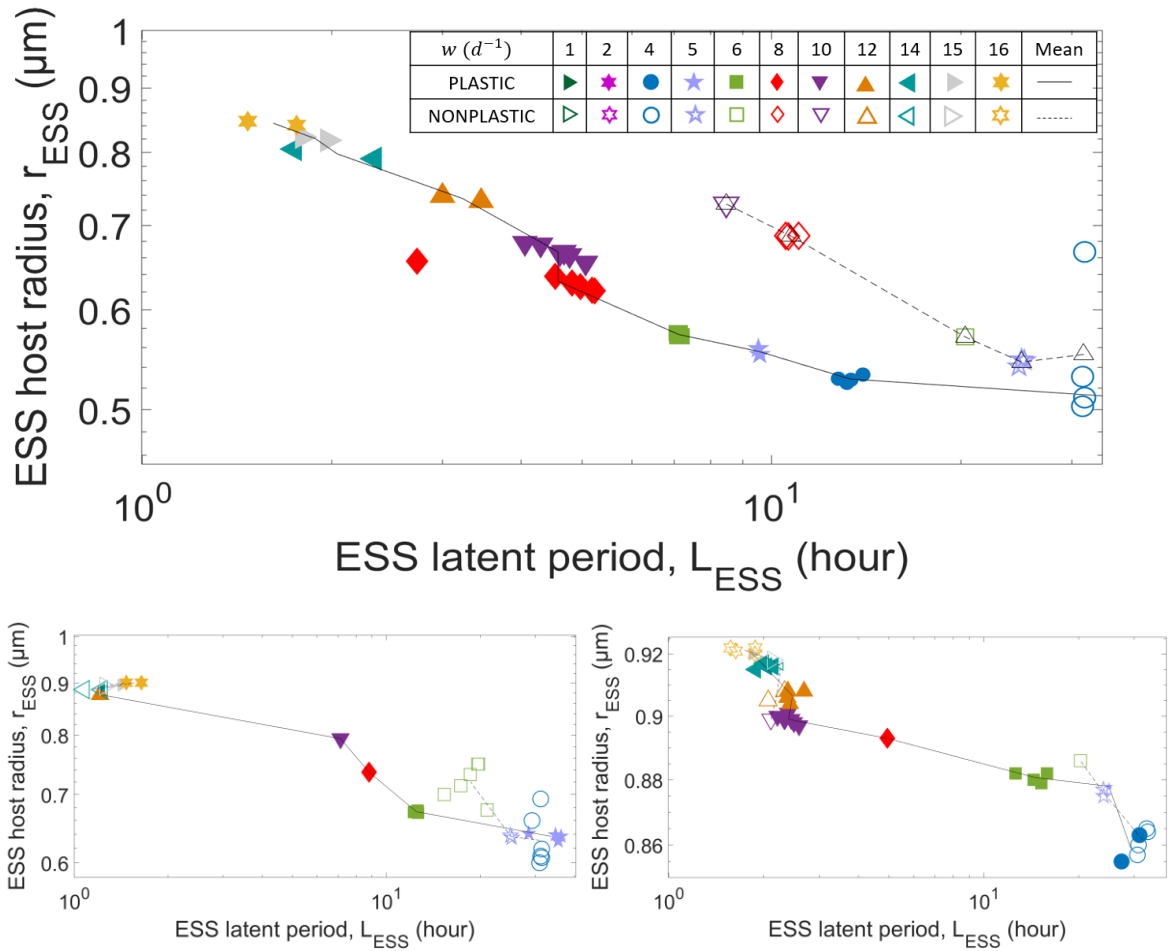 w (d⁻¹) 1 2 4 5 6 8 10 12 14 15 16 Mean
PLASTIC
NONPLASTIC
1
0.9
0.8
0.7
0.6
0.5
ESS host radius, r_ESS (μm)
10⁰ 10¹
ESS latent period, L_ESS (hour)
1
0.9
0.8
0.7
0.6
ESS host radius, r_ESS (μm)
10⁰ 10¹
ESS latent period, L_ESS (hour)
0.92
0.9
0.88
0.86
ESS host radius, r_ESS (μm)
10⁰ 10¹
ESS latent period, L_ESS (hour)